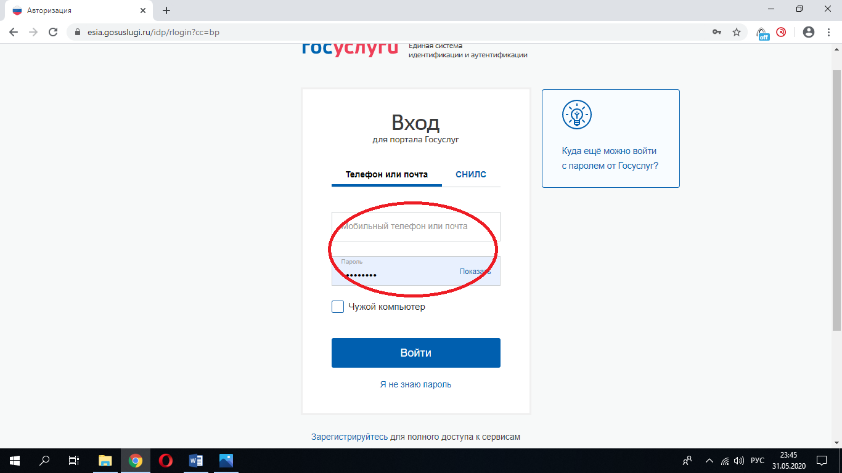 Авторизация
esia.gosuslugi.ru/idp/rlogin?cc=bp
off
госуслуги
Единая система
идентификации и аутентификации
Вход
для портала Госуслуг
Телефон или почта
СНИЛС
Мобильный телефон или почта
Пароль
••••••••
Показать
Чужой компьютер
Войти
Я не знаю пароль
Куда ещё можно войти
с паролем от Госуслуг?
Зарегистрируйтесь для полного доступа к сервисам
РУС
23:45
31.05.2020